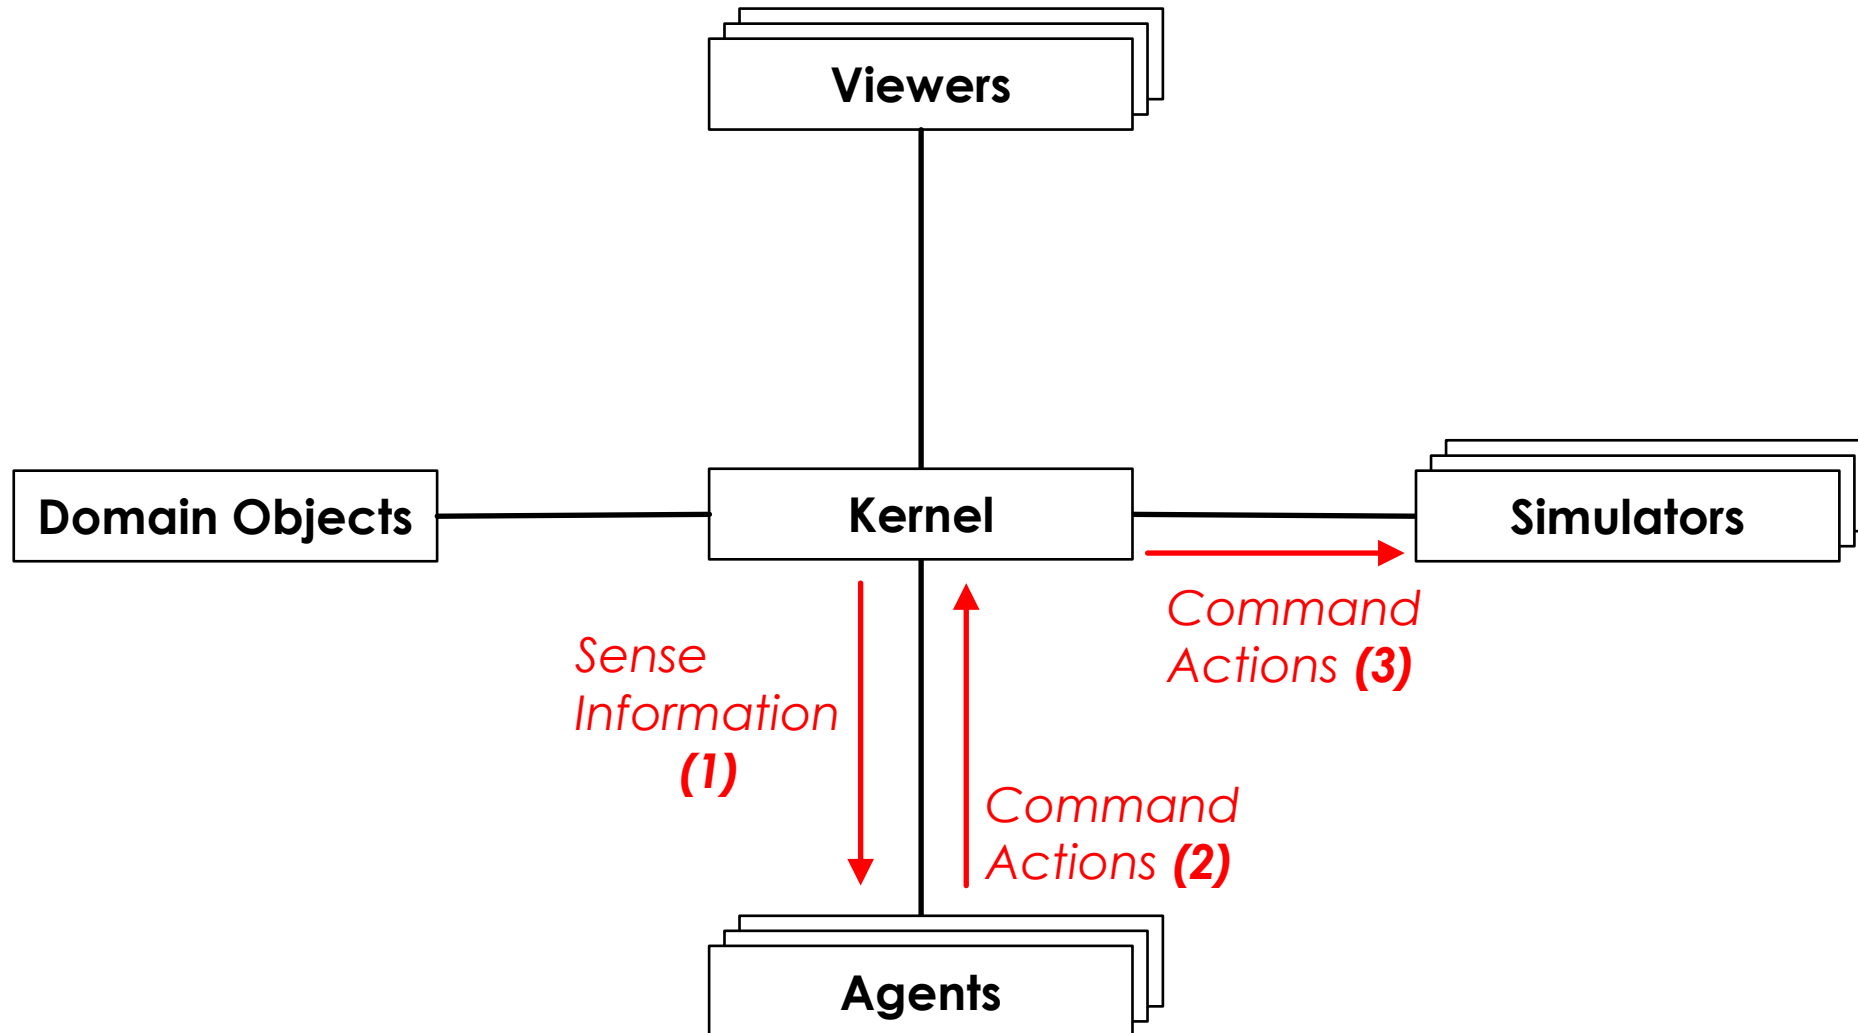 Viewers
Domain Objects
Kernel
Simulators
Sense
Information
(1)
Command
Actions (3)
Command
Actions (2)
Agents